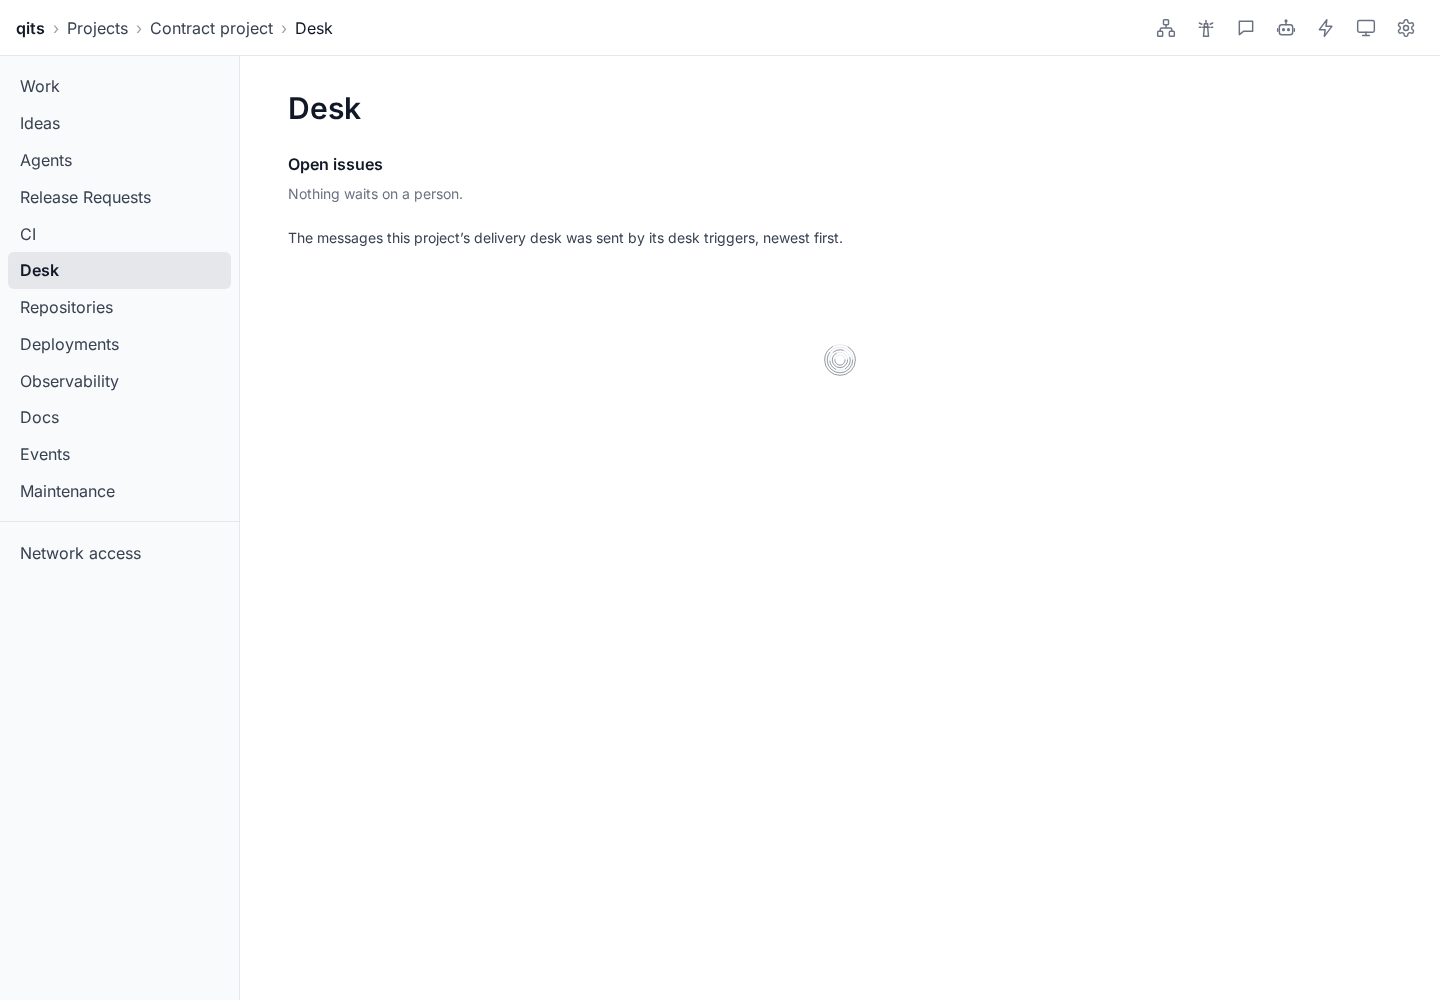 qits › Projects › Contract project › Desk
Work
Ideas
Agents
Release Requests
CI
Desk
Repositories
Deployments
Observability
Docs
Events
Maintenance
Network access
Desk
Open issues
Nothing waits on a person.
The messages this project’s delivery desk was sent by its desk triggers, newest first.